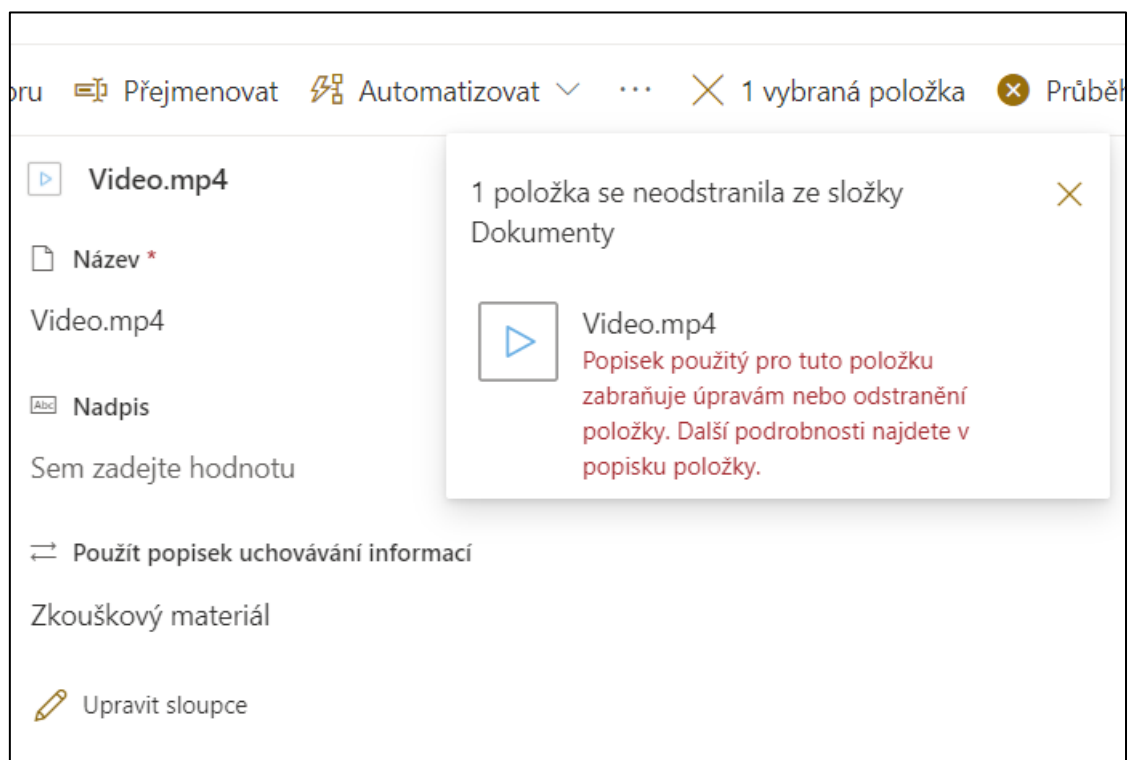 oru Přejmenovat Automatizovat ··· 1 vybraná položka Průběh
Video.mp4
Název *
Video.mp4
Abc Nadpis
Sem zadejte hodnotu
Použít popisek uchovávání informací
Zkouškový materiál
Upravit sloupce
1 položka se neodstranila ze složky
Dokumenty
Video.mp4
Popisek použitý pro tuto položku
zabraňuje úpravám nebo odstranění
položky. Další podrobnosti najdete v
popisku položky.